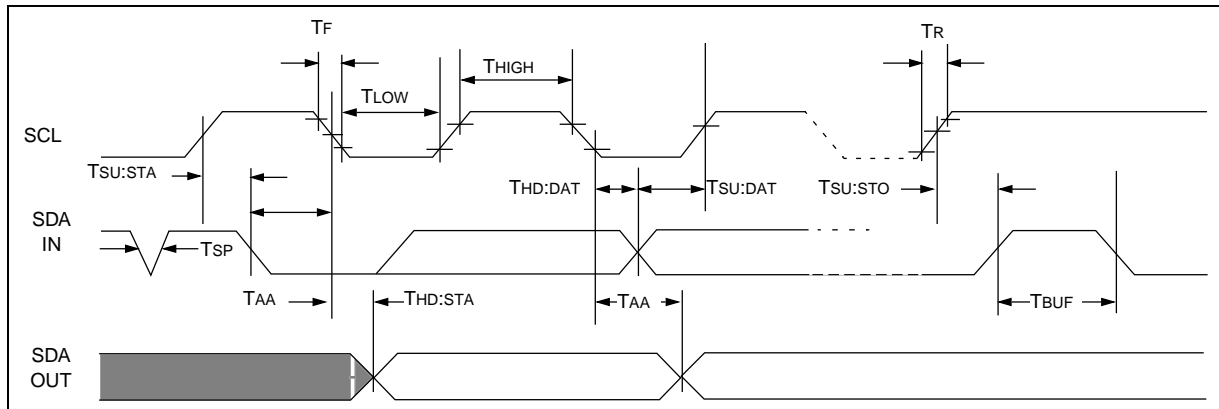 TF
TR
THIGH
TLOW
SCL
TSU:STA
THD:DAT
TSU:DAT
TSU:STO
SDA
IN
TSP
TAA
THD:STA
TAA
TBUF
SDA
OUT